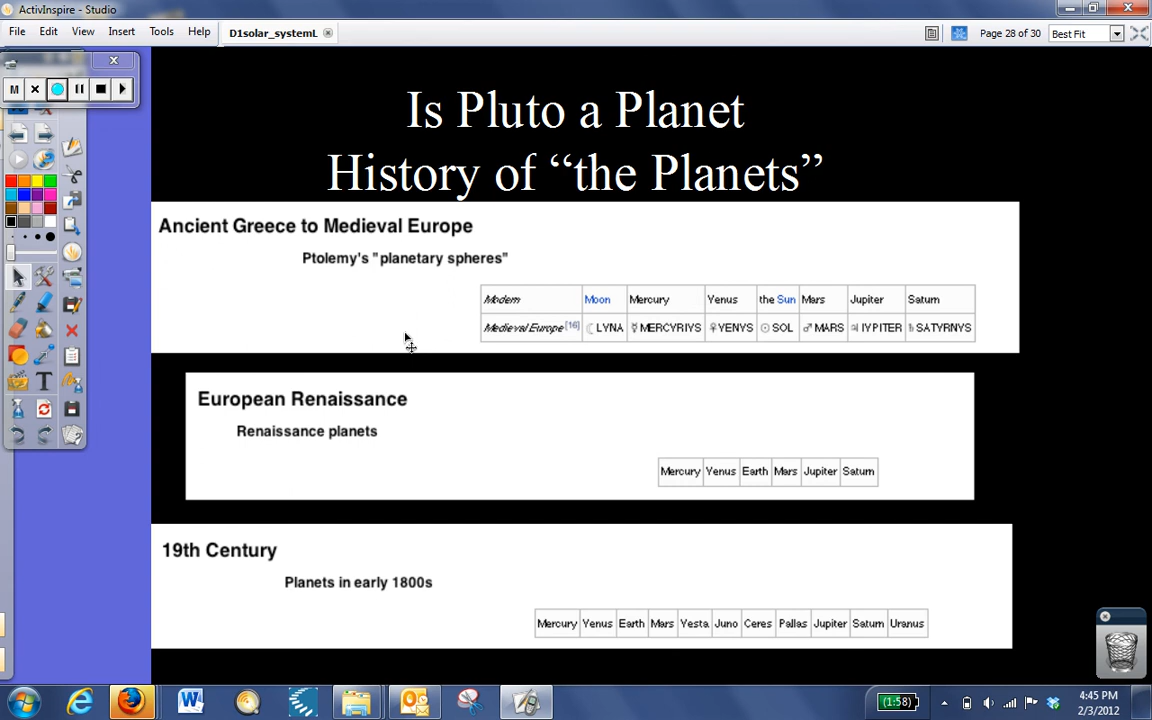 ActivInspire - Studio
File Edit View Insert Tools Help
D1solar_systemL
Page 28 of 30
Best Fit
M
Is Pluto a Planet
History of “the Planets”
Ancient Greece to Medieval Europe
Ptolemy's "planetary spheres"
Modern Moon Mercury Venus the Sun Mars Jupiter Saturn
Medieval Europe[16] ☾LYNA ☿MERCVRIVS ♀VENVS ☉SOL ♂MARS ♃IVPITER ♄SATVRNVS
European Renaissance
Renaissance planets
Mercury Venus Earth Mars Jupiter Saturn
19th Century
Planets in early 1800s
Mercury Venus Earth Mars Vesta Juno Ceres Pallas Jupiter Saturn Uranus
(1:58)
4:45 PM
2/3/2012